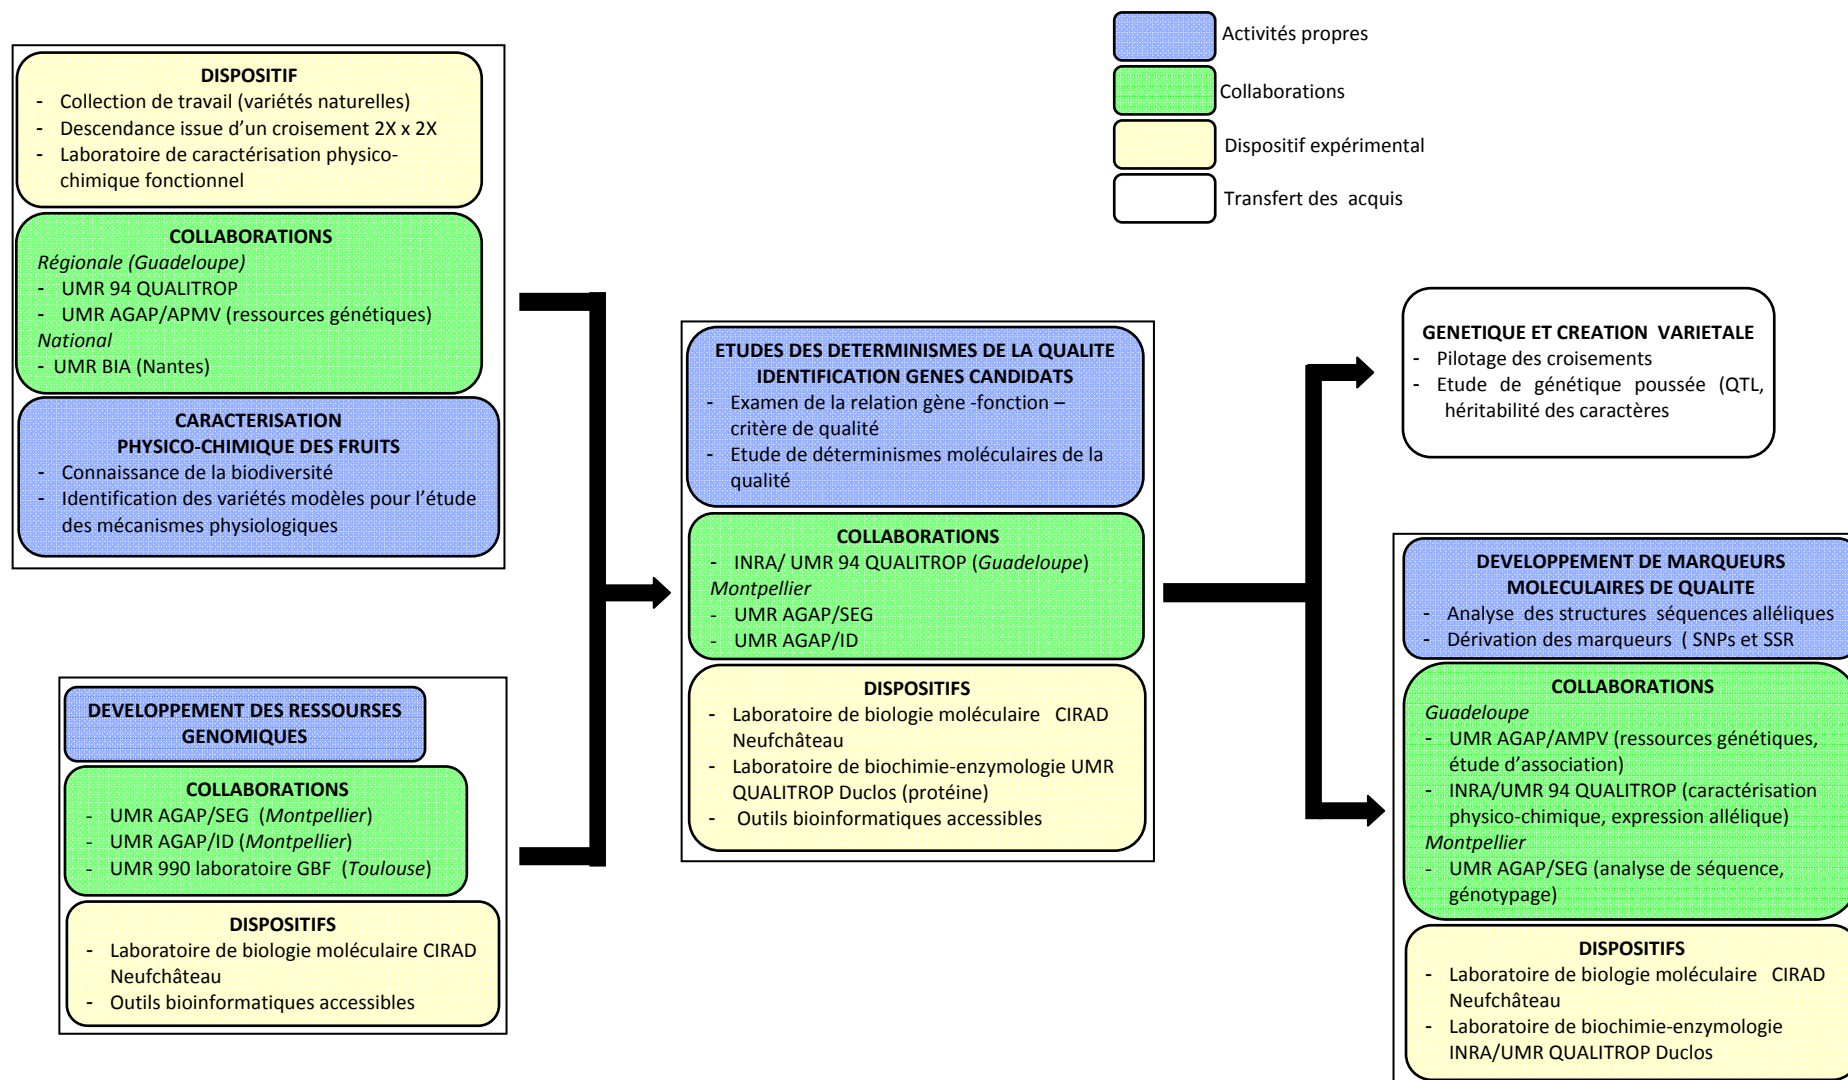 Activités propres
Collaborations
Dispositif expérimental
Transfert des acquis
DISPOSITIF
- Collection de travail (variétés naturelles)
- Descendance issue d’un croisement 2X x 2X
- Laboratoire de caractérisation physico-
chimique fonctionnel
COLLABORATIONS
Régionale (Guadeloupe)
- UMR 94 QUALITROP
- UMR AGAP/APMV (ressources génétiques)
National
- UMR BIA (Nantes)
CARACTERISATION
PHYSICO-CHIMIQUE DES FRUITS
- Connaissance de la biodiversité
- Identification des variétés modèles pour l’étude
des mécanismes physiologiques
DEVELOPPEMENT DES RESSOURSES
GENOMIQUES
COLLABORATIONS
- UMR AGAP/SEG (Montpellier)
- UMR AGAP/ID (Montpellier)
- UMR 990 laboratoire GBF (Toulouse)
DISPOSITIFS
- Laboratoire de biologie moléculaire CIRAD
Neufchâteau
- Outils bioinformatiques accessibles
ETUDES DES DETERMINISMES DE LA QUALITE
IDENTIFICATION GENES CANDIDATS
- Examen de la relation gène -fonction –
critère de qualité
- Etude de déterminismes moléculaires de la
qualité
COLLABORATIONS
- INRA/ UMR 94 QUALITROP (Guadeloupe)
Montpellier
- UMR AGAP/SEG
- UMR AGAP/ID
DISPOSITIFS
- Laboratoire de biologie moléculaire CIRAD
Neufchâteau
- Laboratoire de biochimie-enzymologie UMR
QUALITROP Duclos (protéine)
- Outils bioinformatiques accessibles
GENETIQUE ET CREATION VARIETALE
- Pilotage des croisements
- Etude de génétique poussée (QTL,
héritabilité des caractères
DEVELOPPEMENT DE MARQUEURS
MOLECULAIRES DE QUALITE
- Analyse des structures séquences alléliques
- Dérivation des marqueurs ( SNPs et SSR
COLLABORATIONS
Guadeloupe
- UMR AGAP/AMPV (ressources génétiques,
étude d’association)
- INRA/UMR 94 QUALITROP (caractérisation
physico-chimique, expression allélique)
Montpellier
- UMR AGAP/SEG (analyse de séquence,
génotypage)
DISPOSITIFS
- Laboratoire de biologie moléculaire CIRAD
Neufchâteau
- Laboratoire de biochimie-enzymologie
INRA/UMR QUALITROP Duclos